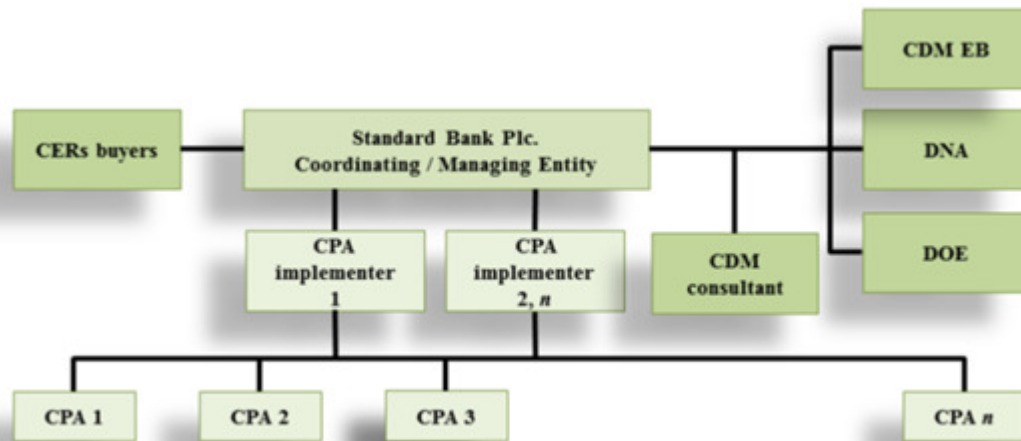 CDM EB
CERs buyers
Standard Bank Plc.
Coordinating / Managing Entity
DNA
CPA
implementer
1
CPA
implementer
2, n
CDM
consultant
DOE
CPA 1
CPA 2
CPA 3
CPA n